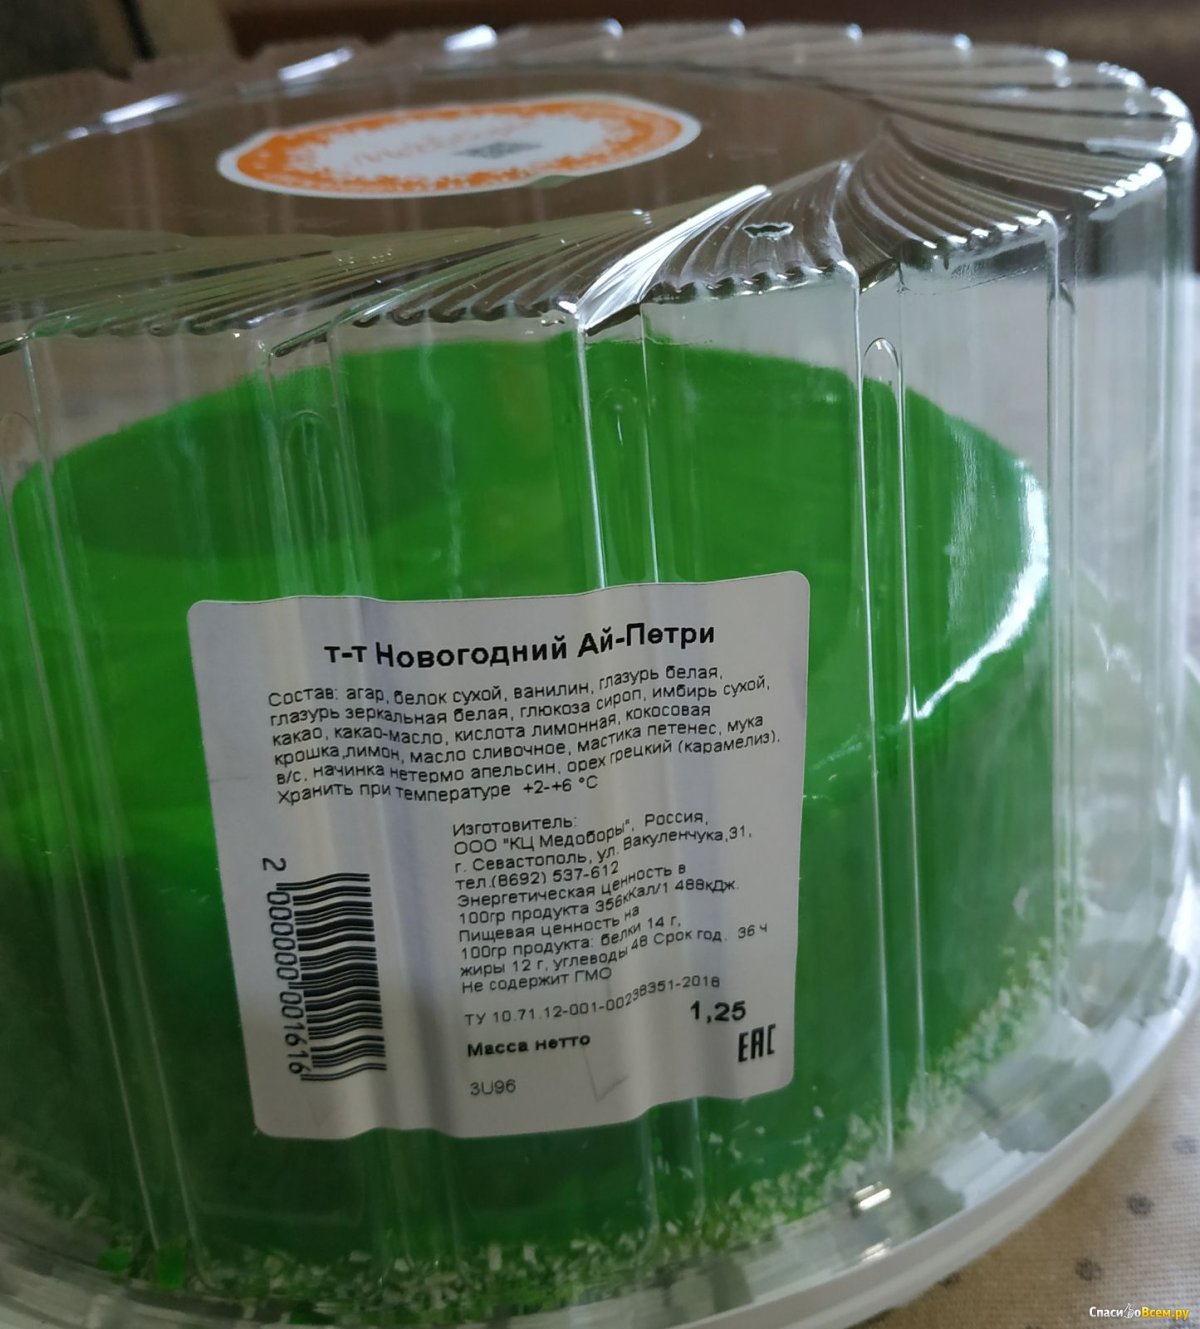 т-т Новогодний Ай-Петри
Состав: агар, белок сухой, ванилин, глазурь белая,
глазурь зеркальная белая, глюкоза сироп, имбирь сухой,
какао, какао-масло, кислота лимонная, кокосовая
крошка,лимон, масло сливочное, мастика петенес, мука
в/с, начинка нетермо апельсин, орех грецкий (карамелиз).
Хранить при температуре +2-+6 °C
Изготовитель:
ООО "КЦ Медоборы", Россия,
г. Севастополь, ул. Вакуленчука,31,
тел.(8692) 537-612
Энергетическая ценность в
100гр продукта 356кКал/1 488кДж.
Пищевая ценность на
100гр продукта: белки 14 г,
жиры 12 г, углеводы 48 Срок год. 36 ч
Не содержит ГМО
ТУ 10.71.12-001-00238351-2018
1,25
Масса нетто
EAC
3U96
2 000000 001616
СпасибоВсем.ру